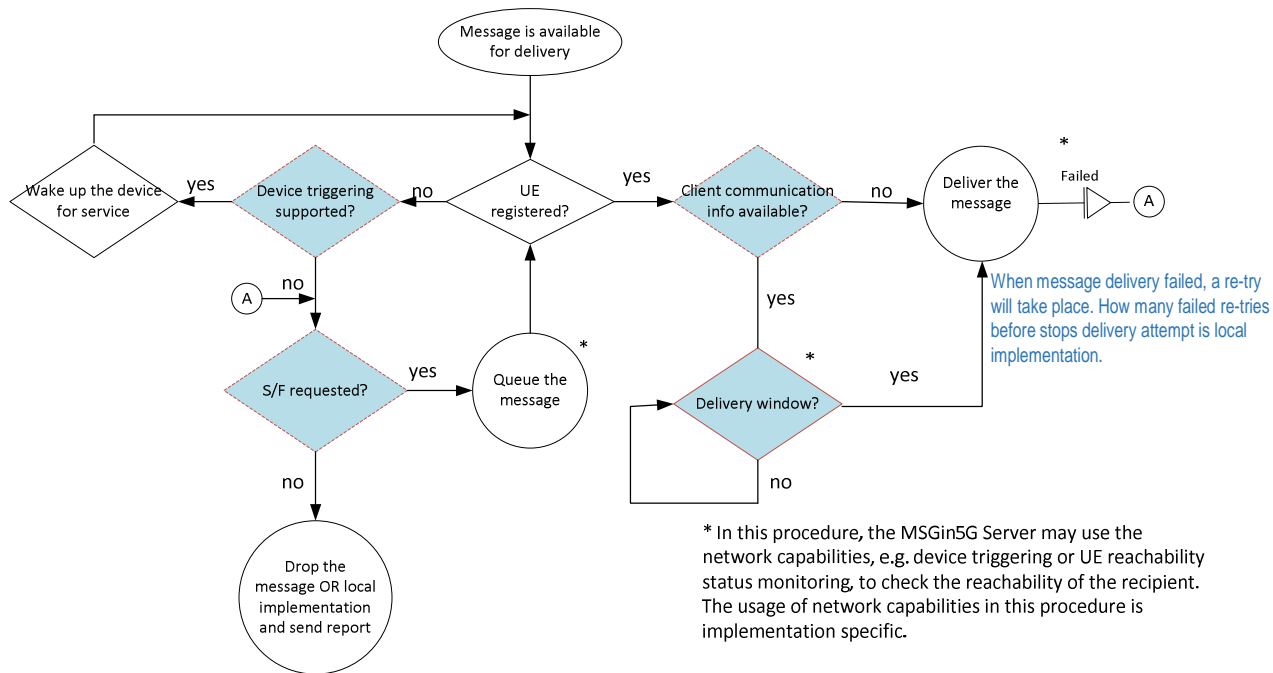 Message is available
for delivery
*
Failed
Wake up the device
for service
yes
Device triggering
supported?
no
UE
registered?
yes
Client communication
info available?
no
Deliver the
message
A
When message delivery failed, a re-try
will take place. How many failed re-tries
before stops delivery attempt is local
implementation.
no
A
yes
*
*
S/F requested?
yes
Queue the
message
Delivery window?
yes
no
no
* In this procedure, the MSGin5G Server may use the
network capabilities, e.g. device triggering or UE reachability
status monitoring, to check the reachability of the recipient.
The usage of network capabilities in this procedure is
implementation specific.
Drop the
message OR local
implementation
and send report